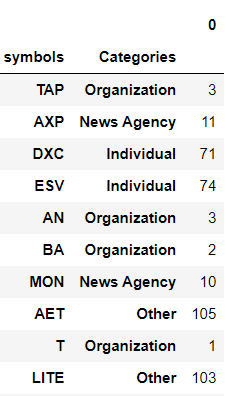 0
symbols Categories
TAP Organization 3
AXP News Agency 11
DXC Individual 71
ESV Individual 74
AN Organization 3
BA Organization 2
MON News Agency 10
AET Other 105
T Organization 1
LITE Other 103